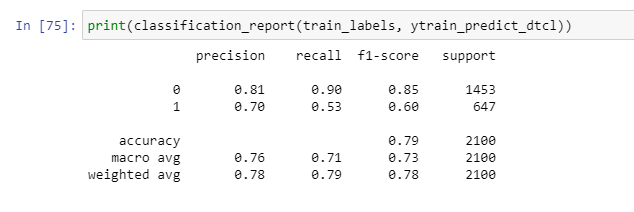 In [75]: print(classification_report(train_labels, ytrain_predict_dtcl))
precision recall f1-score support
0 0.81 0.90 0.85 1453
1 0.70 0.53 0.60 647
accuracy 0.79 2100
macro avg 0.76 0.71 0.73 2100
weighted avg 0.78 0.79 0.78 2100